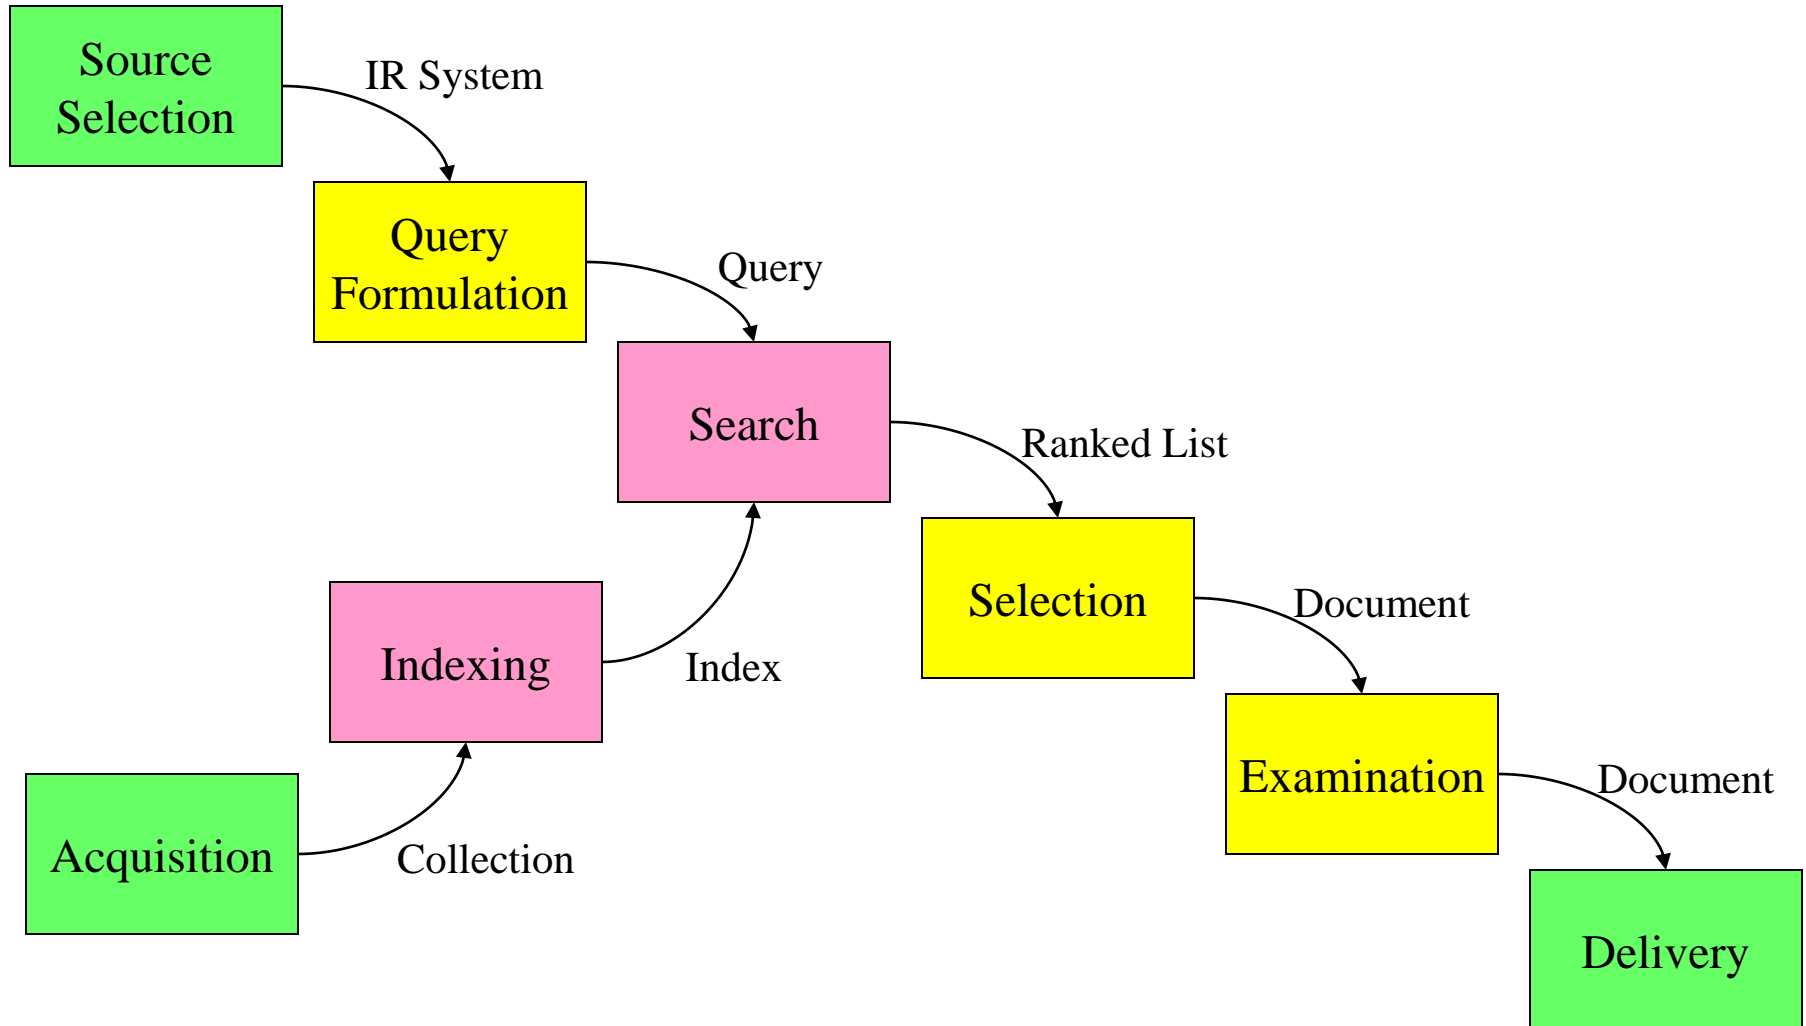 Source
Selection
IR System
Query
Formulation
Query
Search
Ranked List
Selection
Document
Indexing
Index
Examination
Document
Acquisition
Collection
Delivery